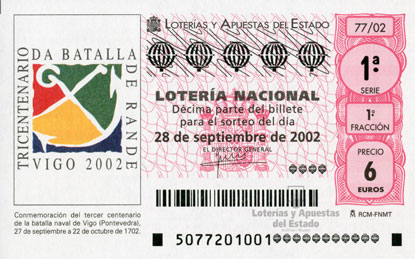 TRICENTENARIO
DA BATALLA
DE RANDE
VIGO 2002
Conmemoración del tercer centenario
de la batalla naval de Vigo (Pontevedra),
27 de septiembre a 22 de octubre de 1702.
LOTERÍAS Y APUESTAS DEL ESTADO
LOTERÍA NACIONAL
Décima parte del billete
para el sorteo del día
28 de septiembre de 2002
EL DIRECTOR GENERAL
77/02
1ª
SERIE
1ª
FRACCIÓN
PRECIO
6
EUROS
Loterías y Apuestas
del Estado
RCM-FNMT
5077201001